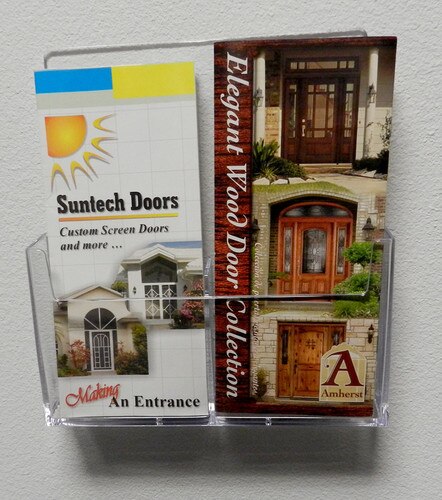 Suntech Doors
Custom Screen Doors
and more ...
Making
An Entrance
Elegant Wood Door Collection
A
Amherst